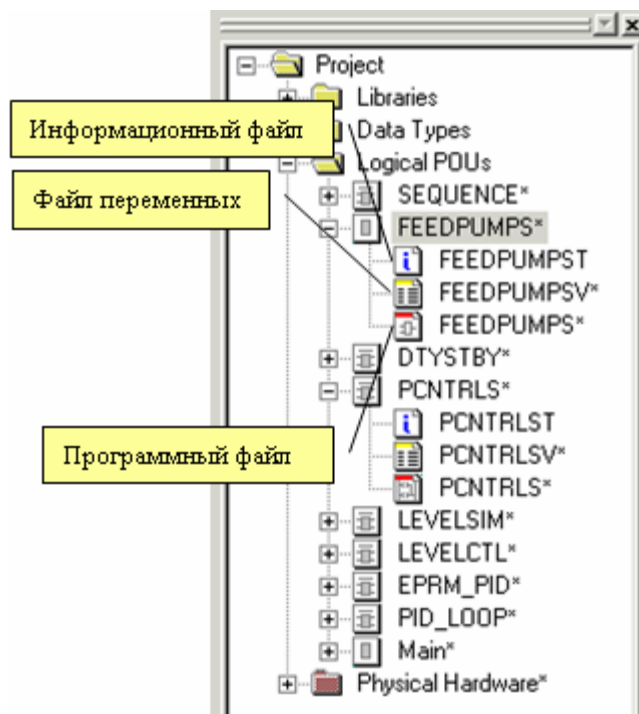 Project
Libraries
Информационный файл
Data Types
Logical POUs
Файл переменных
SEQUENCE*
FEEDPUMPS*
FEEDPUMPST
FEEDPUMPSV*
FEEDPUMPS*
DTYSTBY*
PCNTRLS*
PCNTRLST
Программный файл
PCNTRLSV*
PCNTRLS*
LEVELSIM*
LEVELCTL*
EPRM_PID*
PID_LOOP*
Main*
Physical Hardware*